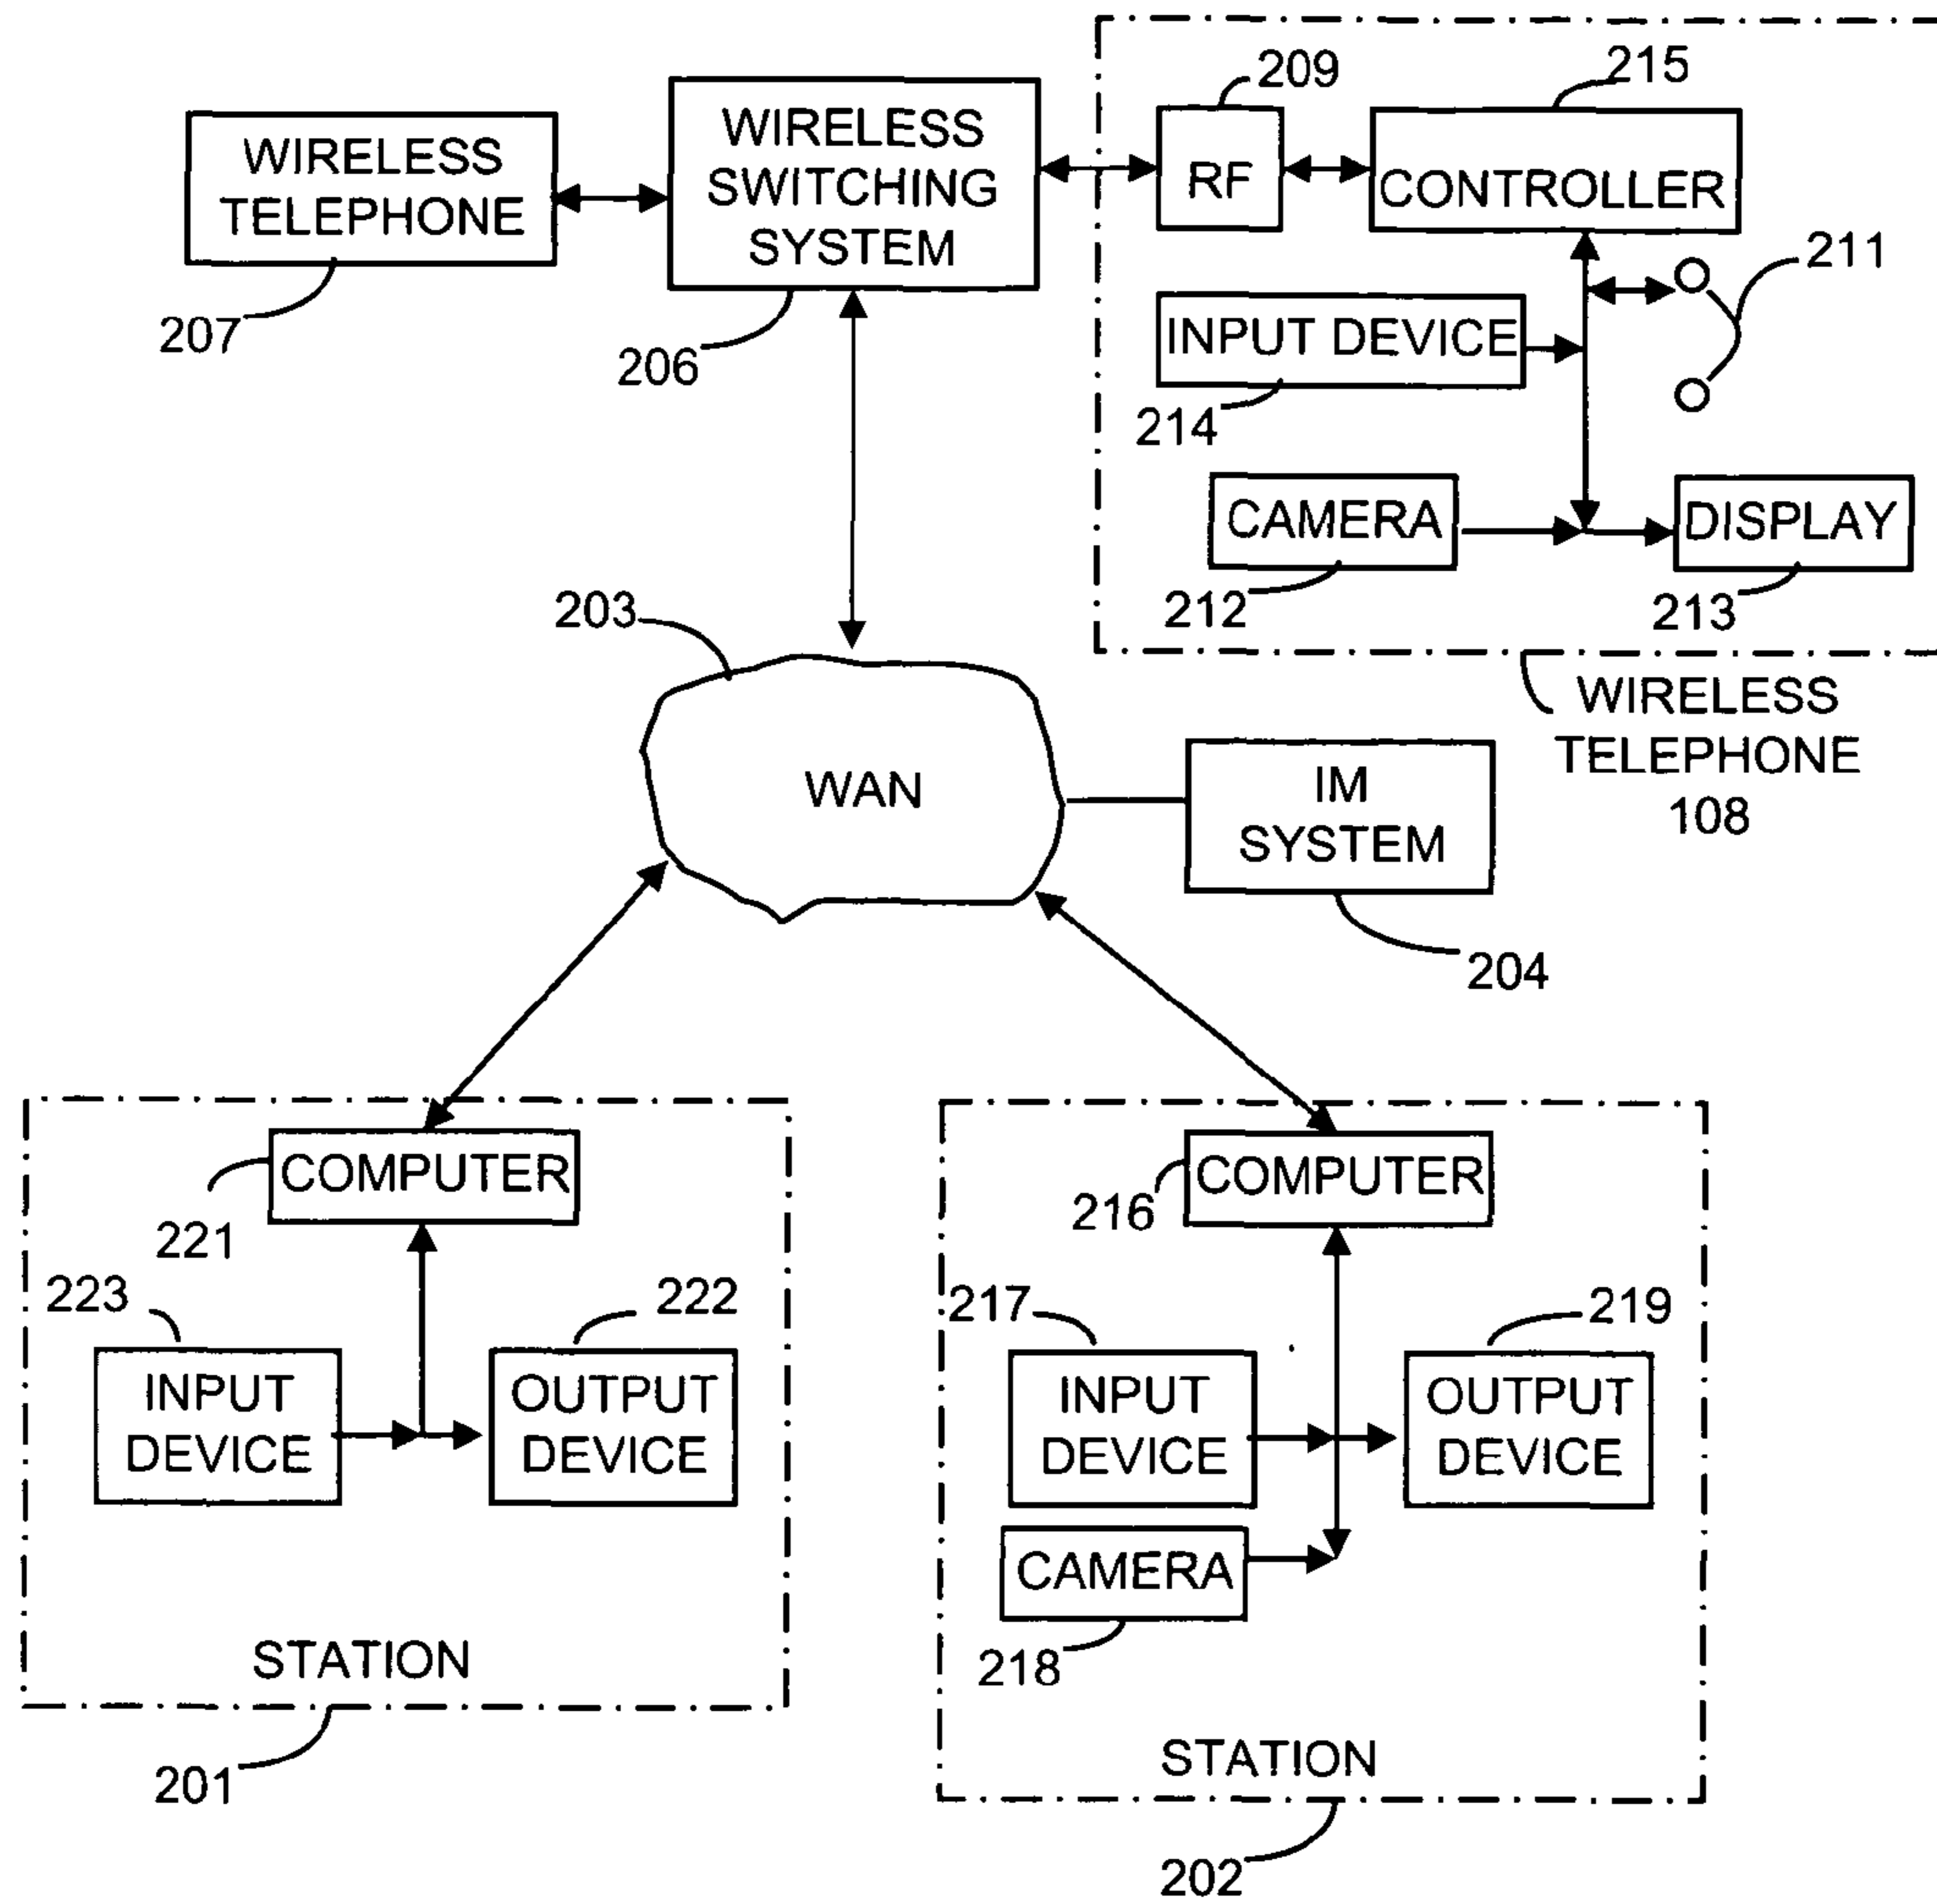 WIRELESS
TELEPHONE
207
WIRELESS
SWITCHING
SYSTEM
206
209
RF
215
CONTROLLER
211
INPUT DEVICE
214
CAMERA
212
DISPLAY
213
WIRELESS
TELEPHONE
108
203
WAN
IM
SYSTEM
204
COMPUTER
221
223
INPUT
DEVICE
222
OUTPUT
DEVICE
STATION
201
COMPUTER
216
217
INPUT
DEVICE
219
OUTPUT
DEVICE
CAMERA
218
STATION
202